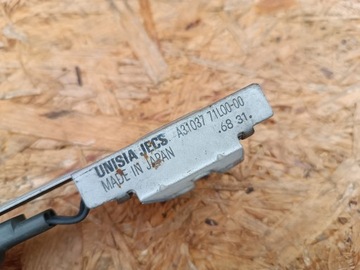 UNISIA JECS A31037 71L00-00
MADE IN JAPAN .68 31.